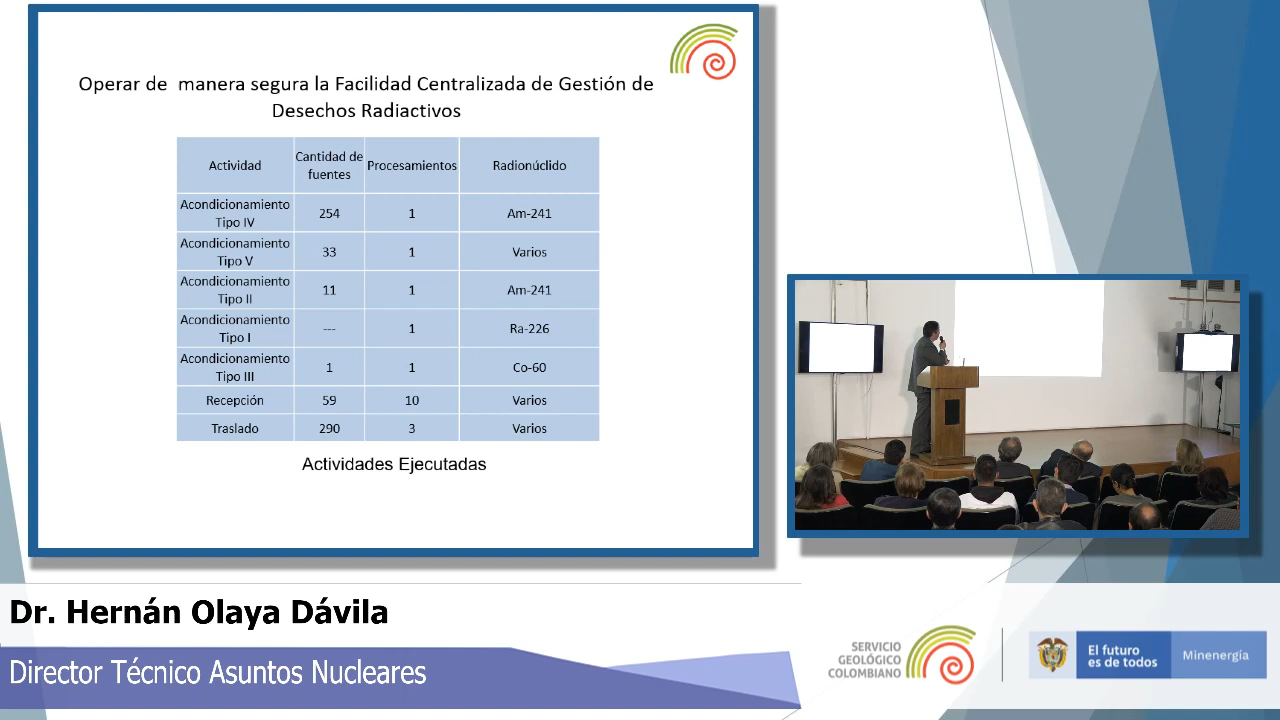 Operar de manera segura la Facilidad Centralizada de Gestión de
Desechos Radiactivos
Actividad
Cantidad de
fuentes
Procesamientos
Radionúclido
Acondicionamiento
Tipo IV
254
1
Am-241
Acondicionamiento
Tipo V
33
1
Varios
Acondicionamiento
Tipo II
11
1
Am-241
Acondicionamiento
Tipo I
---
1
Ra-226
Acondicionamiento
Tipo III
1
1
Co-60
Recepción
59
10
Varios
Traslado
290
3
Varios
Actividades Ejecutadas
Dr. Hernán Olaya Dávila
Director Técnico Asuntos Nucleares
SERVICIO
GEOLÓGICO
COLOMBIANO
El futuro
es de todos
Minenergía